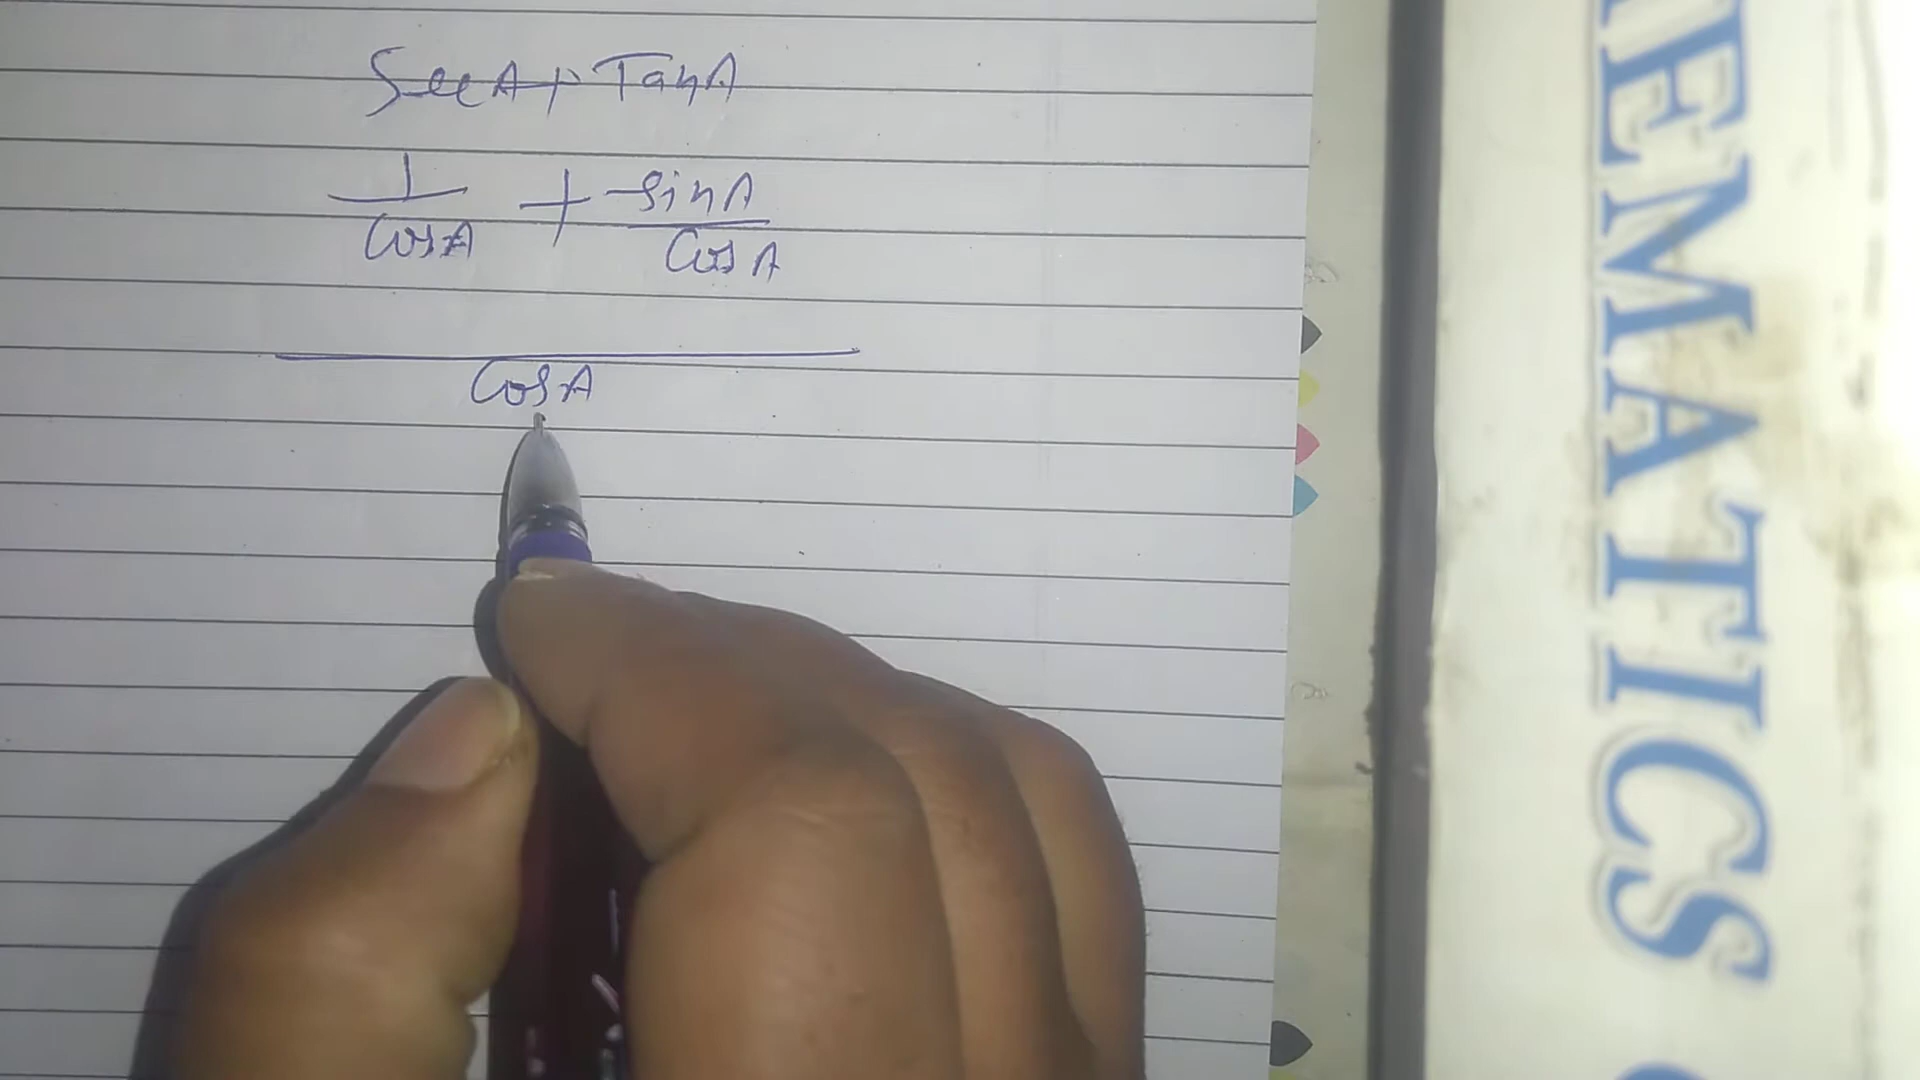 SecA + TanA
1/CosA + sinA/CosA
CosA
EMATICS